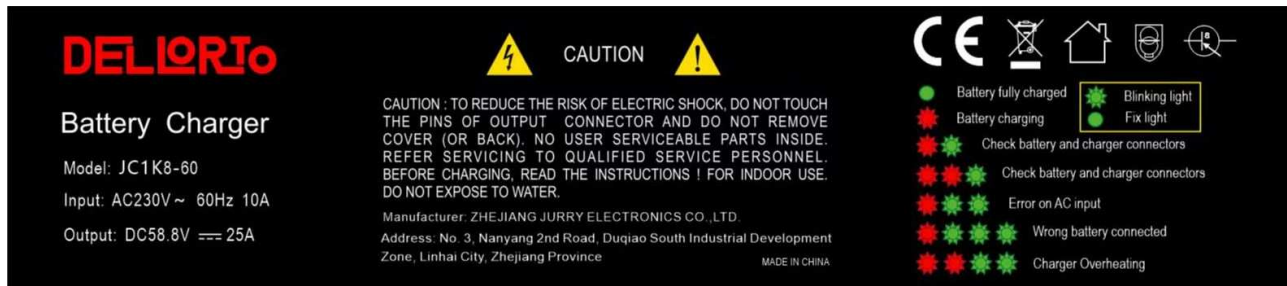 DELLORTO
Battery Charger
Model: JC1K8-60
Input: AC230V~ 60Hz 10A
Output: DC58.8V ⎓ 25A
CAUTION
CAUTION : TO REDUCE THE RISK OF ELECTRIC SHOCK, DO NOT TOUCH
THE PINS OF OUTPUT CONNECTOR AND DO NOT REMOVE
COVER (OR BACK). NO USER SERVICEABLE PARTS INSIDE.
REFER SERVICING TO QUALIFIED SERVICE PERSONNEL.
BEFORE CHARGING, READ THE INSTRUCTIONS ! FOR INDOOR USE.
DO NOT EXPOSE TO WATER.
Manufacturer: ZHEJIANG JURRY ELECTRONICS CO.,LTD.
Address: No. 3, Nanyang 2nd Road, Duqiao South Industrial Development
Zone, Linhai City, Zhejiang Province
MADE IN CHINA
CE
Battery fully charged
Blinking light
Battery charging
Fix light
Check battery and charger connectors
Check battery and charger connectors
Error on AC input
Wrong battery connected
Charger Overheating